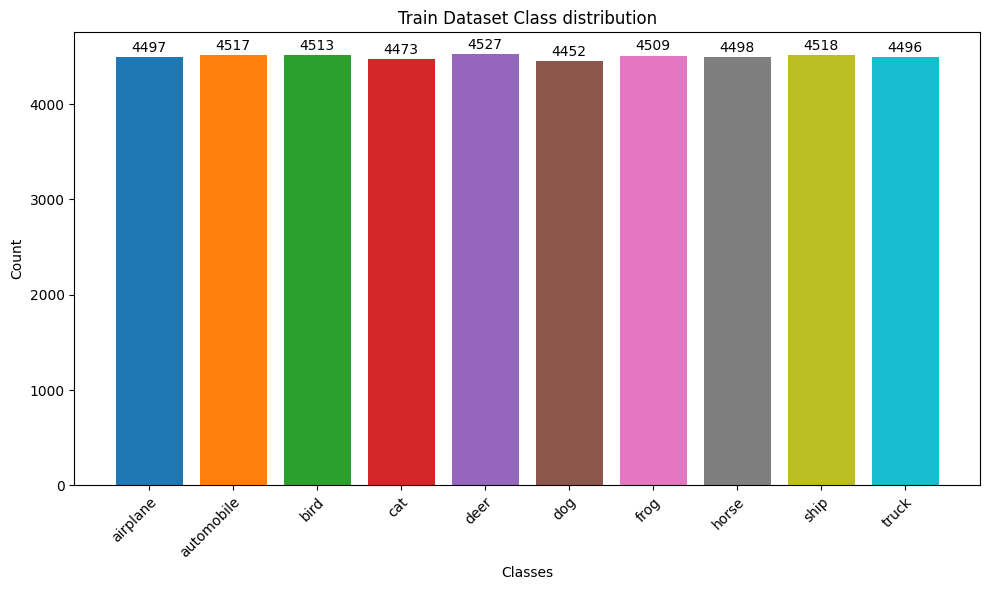 Train Dataset Class distribution
4497 4517 4513 4473 4527 4452 4509 4498 4518 4496
4000
3000
2000
1000
0
Count
airplane automobile bird cat deer dog frog horse ship truck
Classes